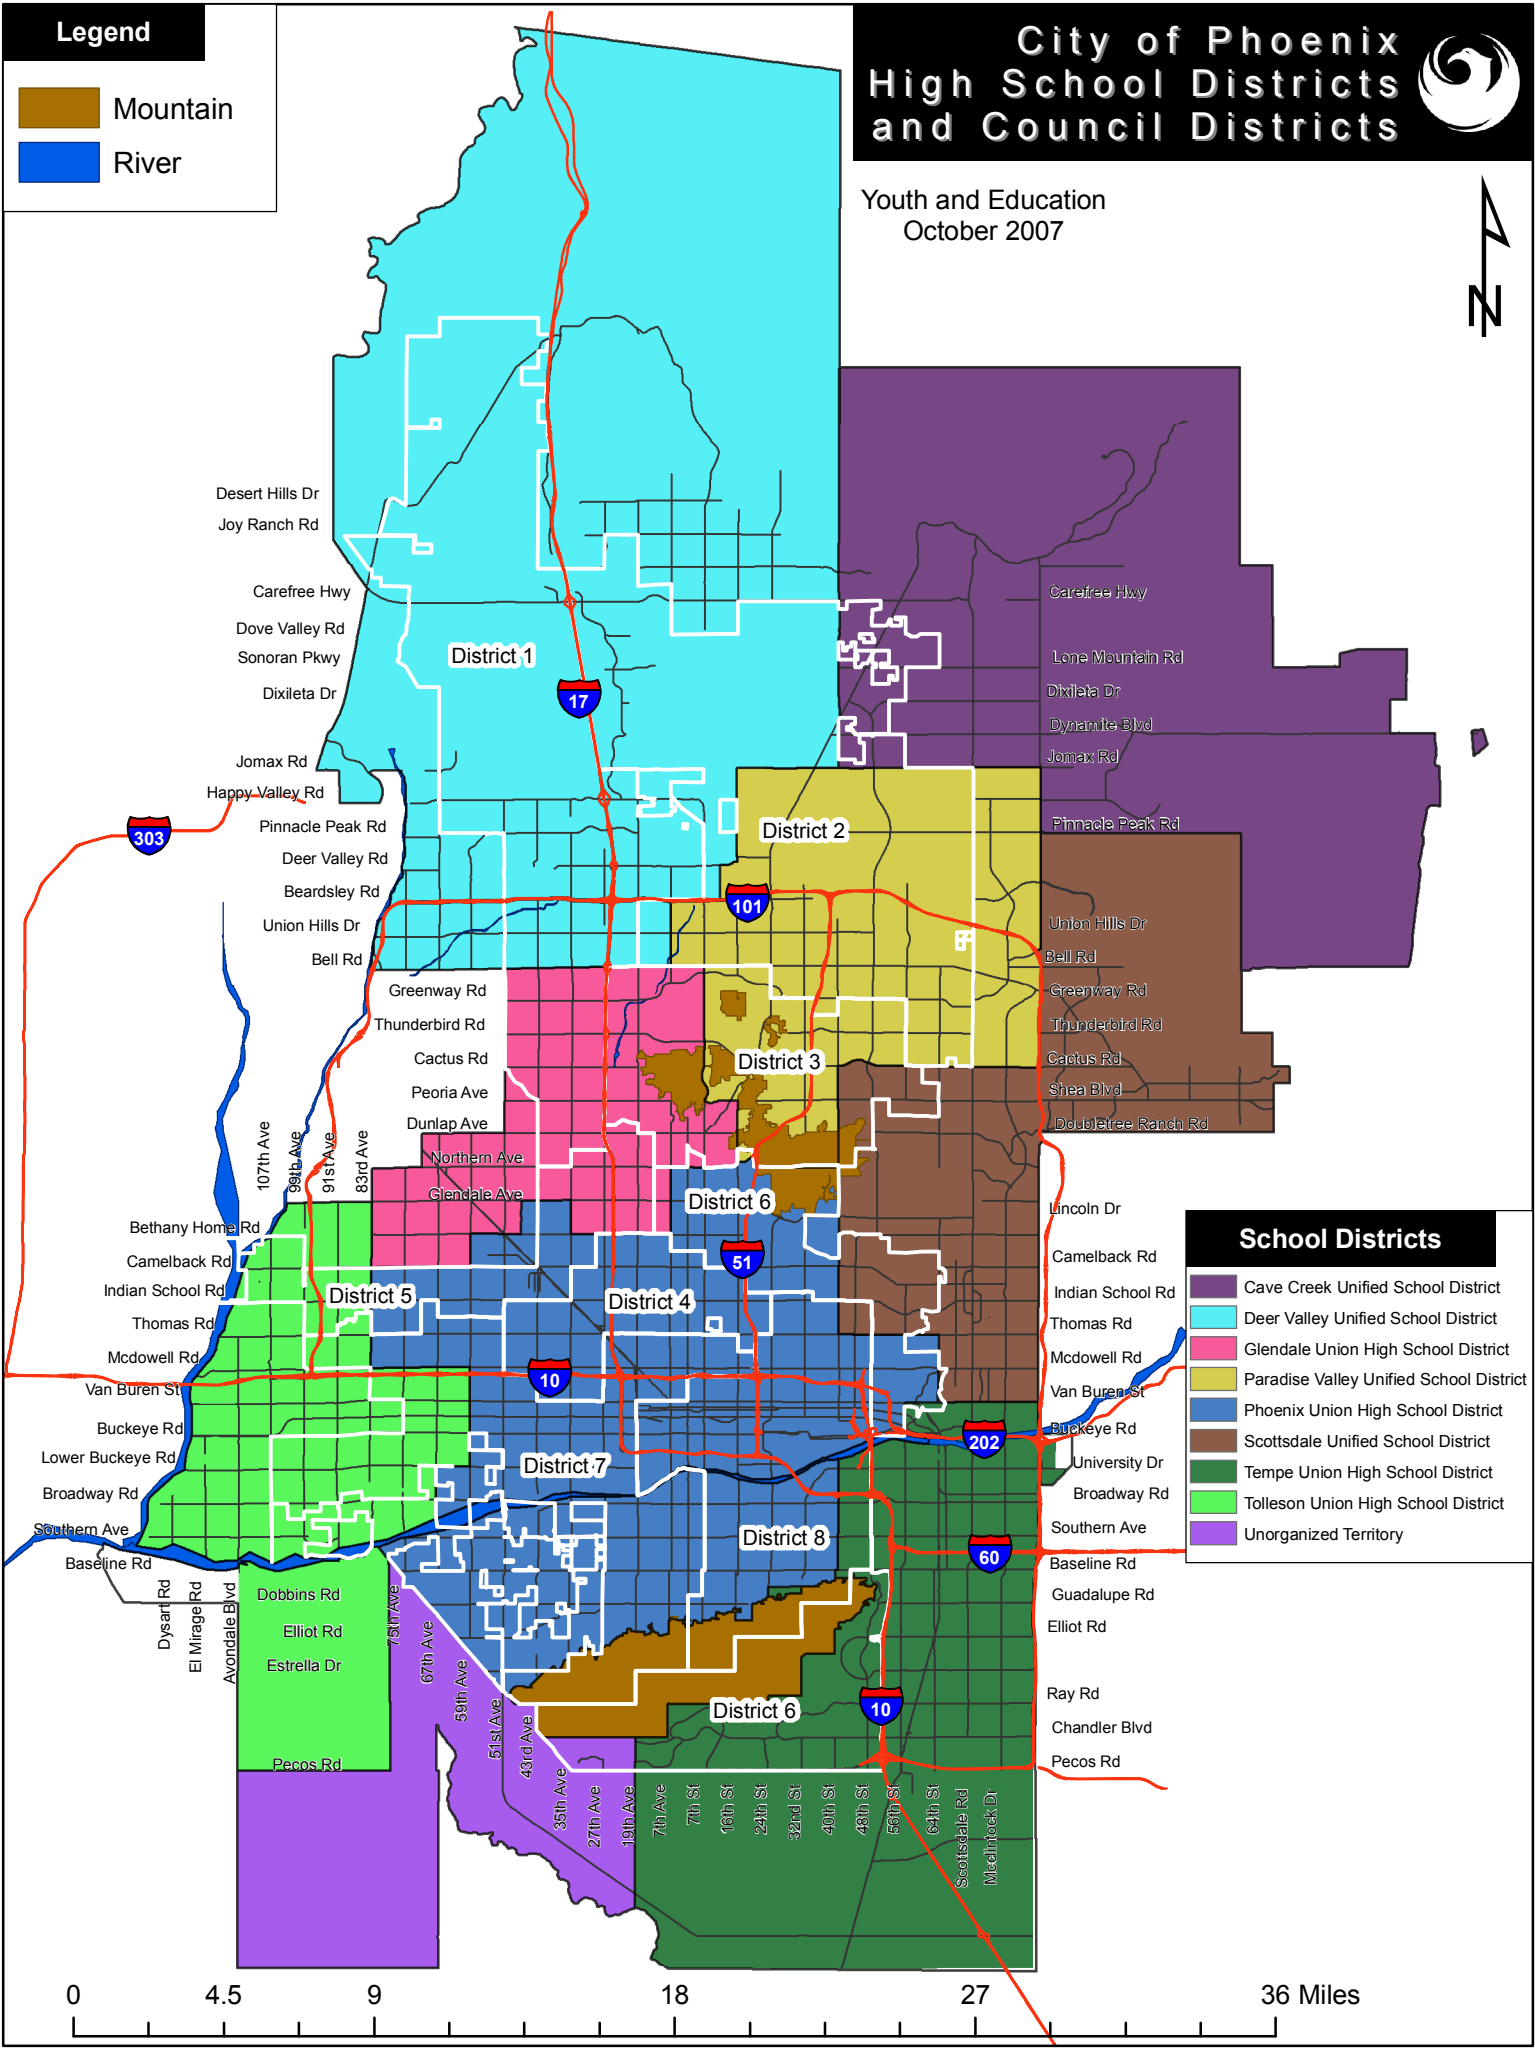 Legend
Mountain
River
City of Phoenix
High School Districts
and Council Districts
Youth and Education
October 2007
N
Desert Hills Dr
Joy Ranch Rd
Carefree Hwy
Dove Valley Rd
Sonoran Pkwy
Dixileta Dr
Jomax Rd
Happy Valley Rd
Pinnacle Peak Rd
Deer Valley Rd
Beardsley Rd
Union Hills Dr
Bell Rd
Greenway Rd
Thunderbird Rd
Cactus Rd
Peoria Ave
Dunlap Ave
Northern Ave
Glendale Ave
107th Ave
99th Ave
91st Ave
83rd Ave
Bethany Home Rd
Camelback Rd
Indian School Rd
Thomas Rd
Mcdowell Rd
Van Buren St
Buckeye Rd
Lower Buckeye Rd
Broadway Rd
Southern Ave
Baseline Rd
Dobbins Rd
Elliot Rd
Estrella Dr
Pecos Rd
Dysart Rd
El Mirage Rd
Avondale Blvd
75th Ave
67th Ave
59th Ave
51st Ave
43rd Ave
35th Ave
27th Ave
19th Ave
7th Ave
7th St
16th St
24th St
32nd St
40th St
48th St
56th St
64th St
Scottsdale Rd
Mcclintock Dr
District 1
District 2
District 3
District 6
District 5
District 4
District 7
District 8
District 6
17
303
101
51
10
202
60
10
Carefree Hwy
Lone Mountain Rd
Dixileta Dr
Dynamite Blvd
Jomax Rd
Pinnacle Peak Rd
Union Hills Dr
Bell Rd
Greenway Rd
Thunderbird Rd
Cactus Rd
Shea Blvd
Doubletree Ranch Rd
Lincoln Dr
Camelback Rd
Indian School Rd
Thomas Rd
Mcdowell Rd
Van Buren St
Buckeye Rd
University Dr
Broadway Rd
Southern Ave
Baseline Rd
Guadalupe Rd
Elliot Rd
Ray Rd
Chandler Blvd
Pecos Rd
School Districts
Cave Creek Unified School District
Deer Valley Unified School District
Glendale Union High School District
Paradise Valley Unified School District
Phoenix Union High School District
Scottsdale Unified School District
Tempe Union High School District
Tolleson Union High School District
Unorganized Territory
0 4.5 9 18 27 36 Miles